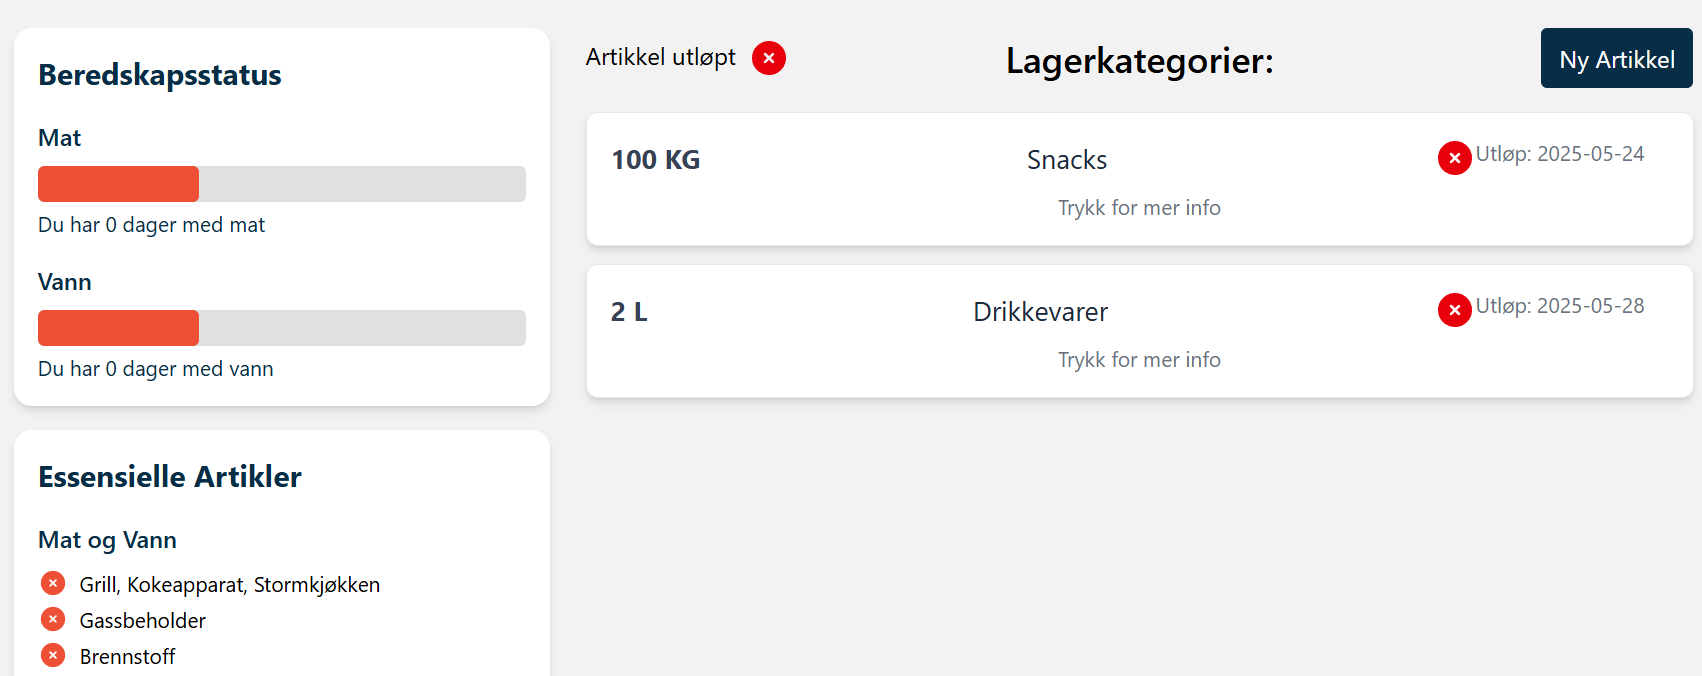 Beredskapsstatus
Mat
Du har 0 dager med mat
Vann
Du har 0 dager med vann
Essensielle Artikler
Mat og Vann
Grill, Kokeapparat, Stormkjøkken
Gassbeholder
Brennstoff
Artikkel utløpt
Lagerkategorier:
Ny Artikkel
100 KG
Snacks
Utløp: 2025-05-24
Trykk for mer info
2 L
Drikkevarer
Utløp: 2025-05-28
Trykk for mer info